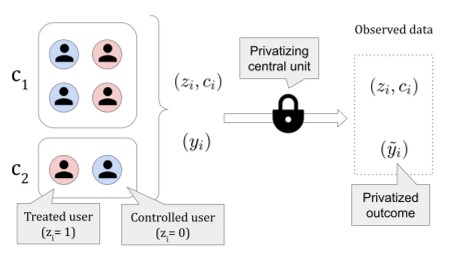 Observed data
Privatizing
central unit
c₁
(zᵢ, cᵢ)
(yᵢ)
(zᵢ, cᵢ)
(ỹᵢ)
c₂
Privatized
outcome
Treated user
(zᵢ= 1)
Controlled user
(zᵢ= 0)